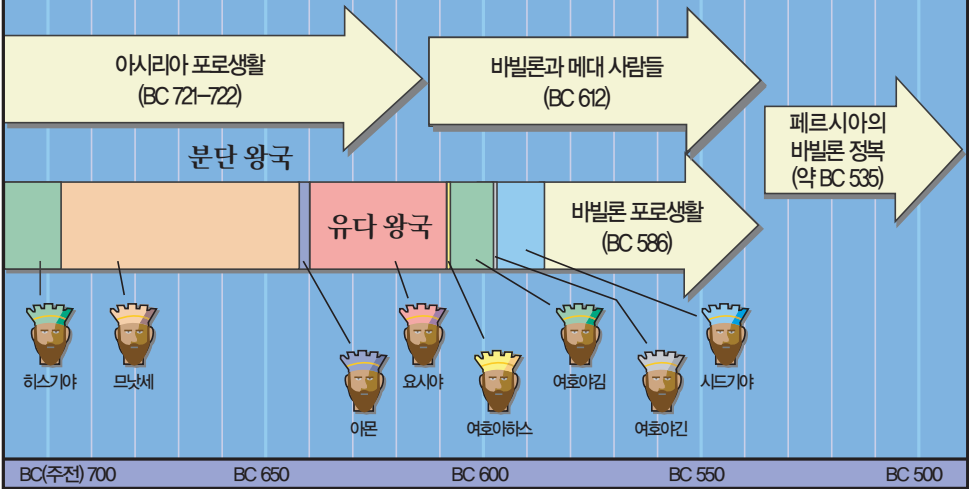 아시리아 포로생활
(BC 721-722)
바빌론과 메대 사람들
(BC 612)
페르시아의
바빌론 정복
(약 BC 535)
분단 왕국
유다 왕국
바빌론 포로생활
(BC 586)
히스기야
므낫세
아몬
요시야
여호아하스
여호야김
여호야긴
시드기야
BC(주전) 700
BC 650
BC 600
BC 550
BC 500